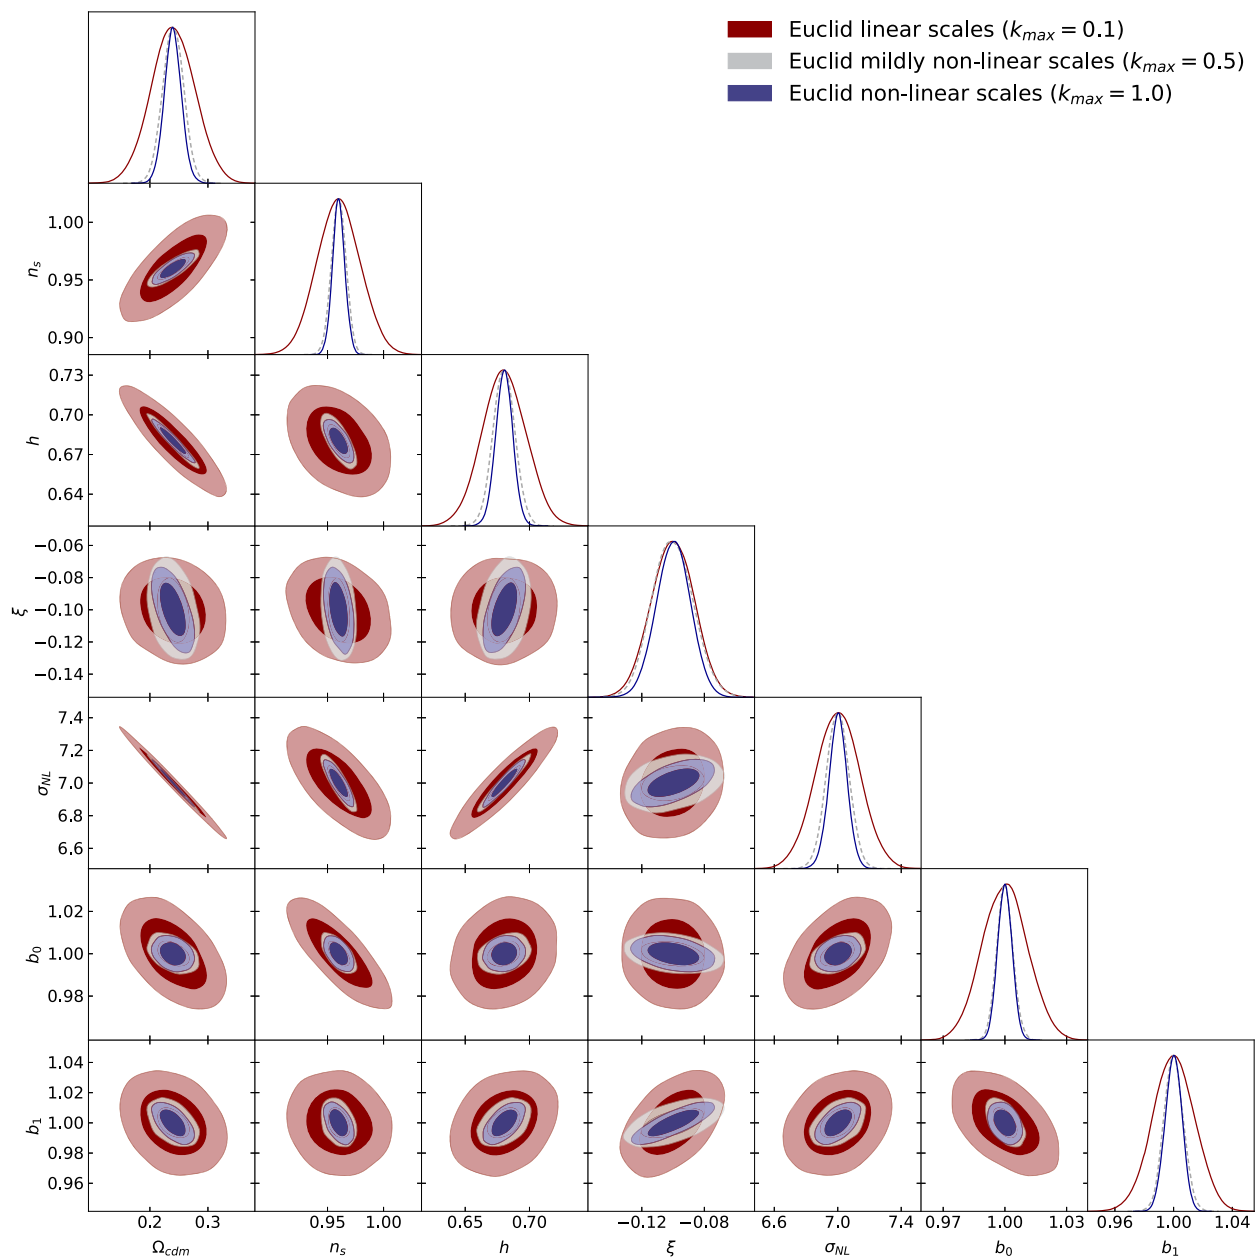 Euclid linear scales (k_max = 0.1)
Euclid mildly non-linear scales (k_max = 0.5)
Euclid non-linear scales (k_max = 1.0)
1.00
0.95
0.90
n_s
0.73
0.70
0.67
0.64
h
−0.06
−0.08
−0.10
−0.12
−0.14
ξ
7.4
7.2
7.0
6.8
6.6
σ_NL
1.02
1.00
0.98
b_0
1.04
1.02
1.00
0.98
0.96
b_1
0.2 0.3 0.95 1.00 0.65 0.70 −0.12 −0.08 6.6 7.0 7.4 0.97 1.00 1.03 0.96 1.00 1.04
Ω_cdm n_s h ξ σ_NL b_0 b_1